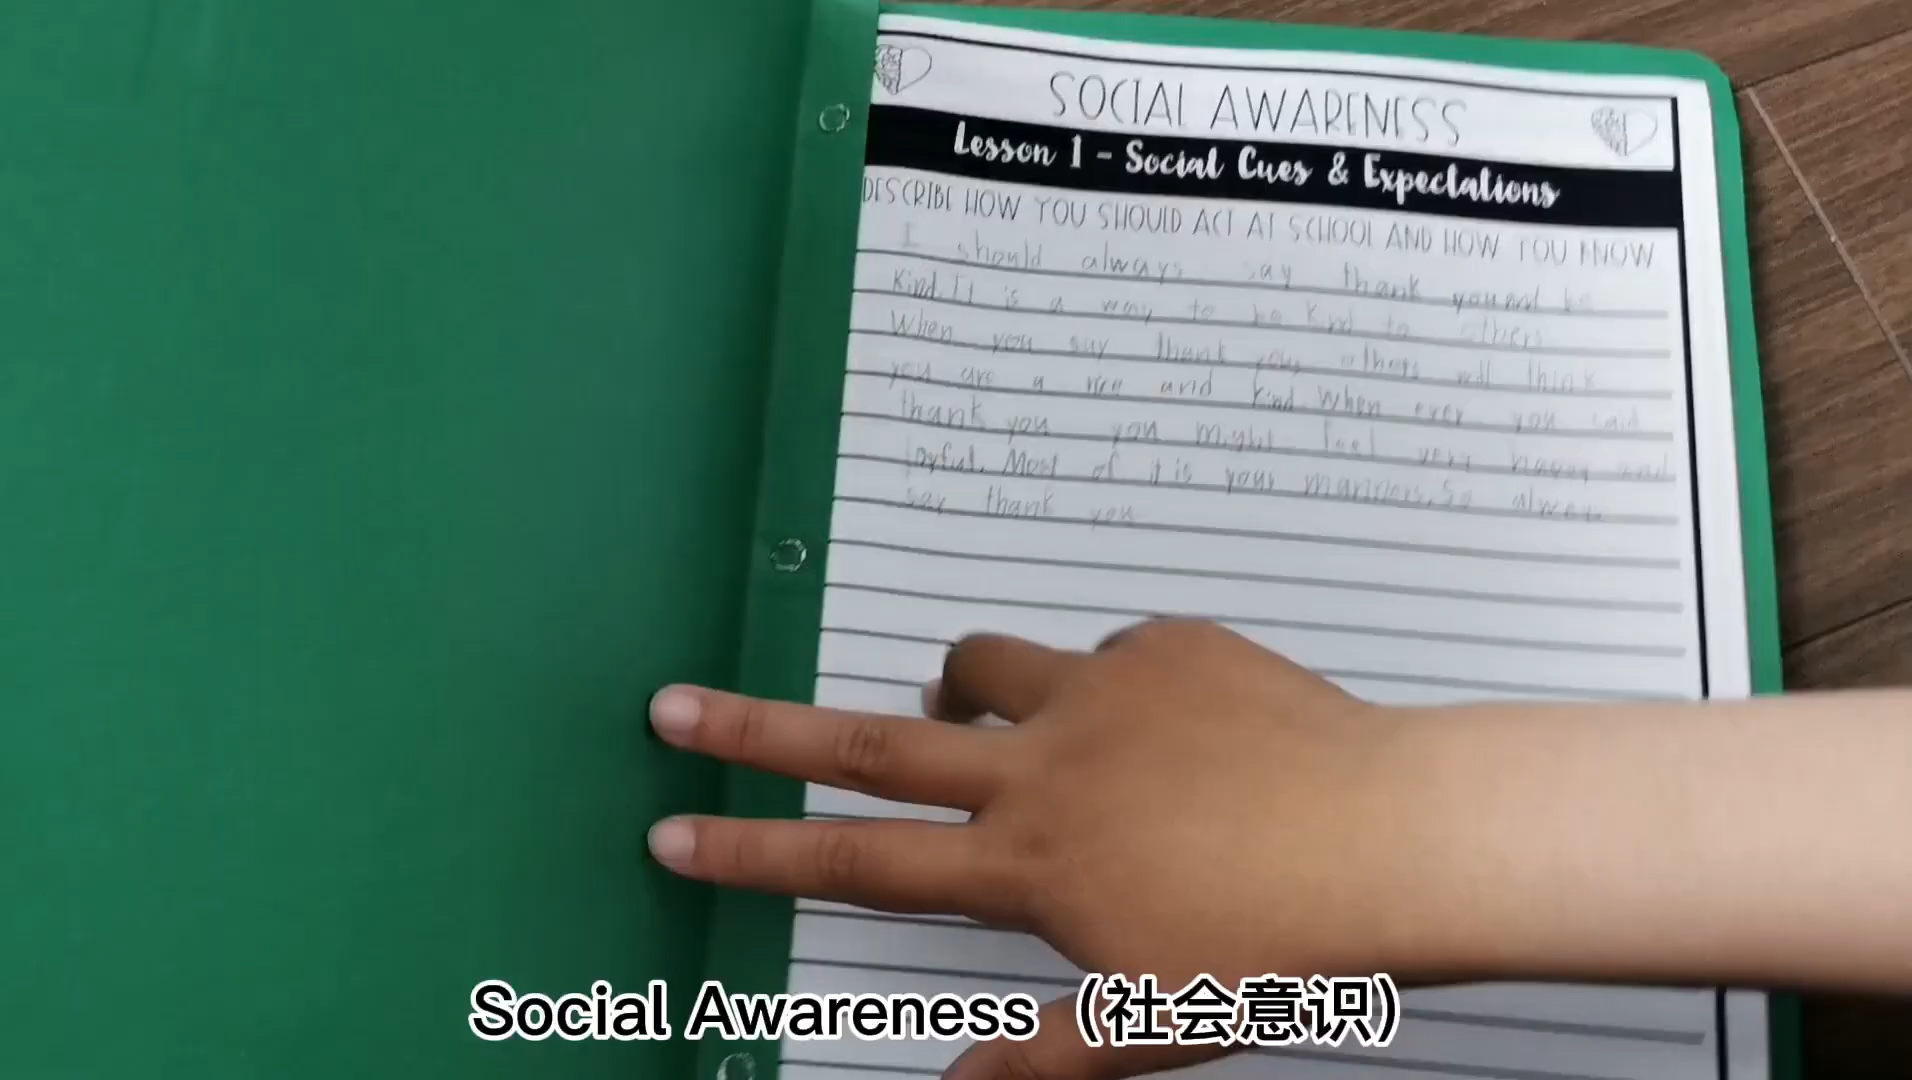 SOCIAL AWARENESS
Lesson 1 - Social Cues & Expectations
DESCRIBE HOW YOU SHOULD ACT AT SCHOOL AND HOW YOU KNOW
I should always say thank you and be
Kind. It is a way to be Kind to others
When you say thank you, others will think
you are a nice and Kind. When ever you said
thank you you might feel very happy and
joyful. Most of it is your manners. So always
say thank you
Social Awareness（社会意识）